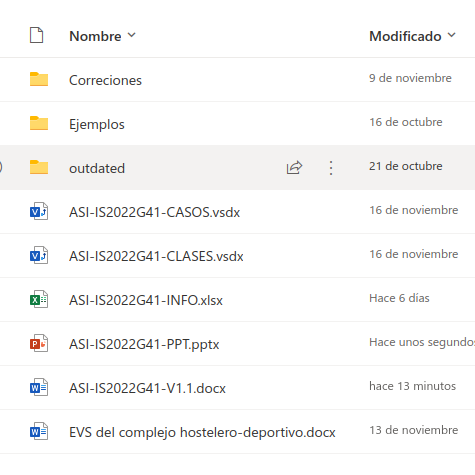 Nombre Modificado
Correciones 9 de noviembre
Ejemplos 16 de octubre
outdated 21 de octubre
ASI-IS2022G41-CASOS.vsdx 16 de noviembre
ASI-IS2022G41-CLASES.vsdx 16 de noviembre
ASI-IS2022G41-INFO.xlsx Hace 6 días
ASI-IS2022G41-PPT.pptx Hace unos segundos
ASI-IS2022G41-V1.1.docx hace 13 minutos
EVS del complejo hostelero-deportivo.docx 13 de noviembre